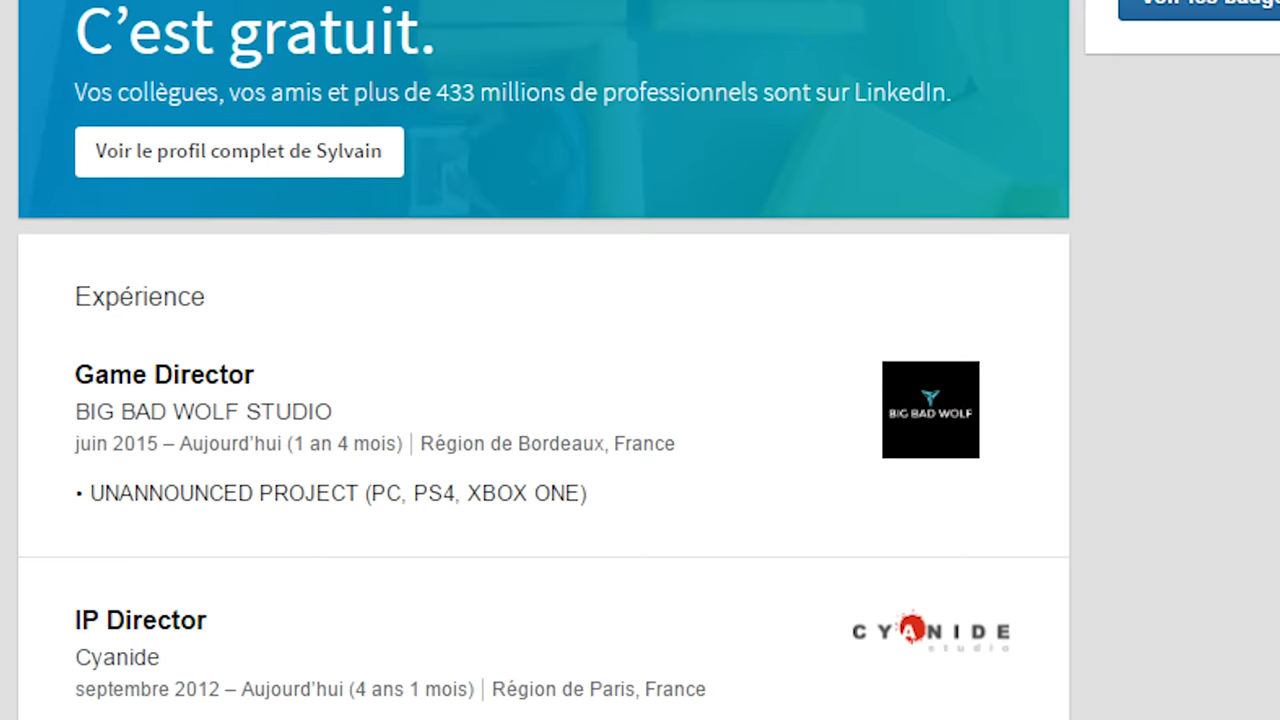 C’est gratuit.
Vos collègues, vos amis et plus de 433 millions de professionnels sont sur LinkedIn.
Voir le profil complet de Sylvain
Expérience
Game Director
BIG BAD WOLF STUDIO
juin 2015 – Aujourd’hui (1 an 4 mois) | Région de Bordeaux, France
BIG BAD WOLF
• UNANNOUNCED PROJECT (PC, PS4, XBOX ONE)
IP Director
Cyanide
septembre 2012 – Aujourd’hui (4 ans 1 mois) | Région de Paris, France
CYANIDE
studio